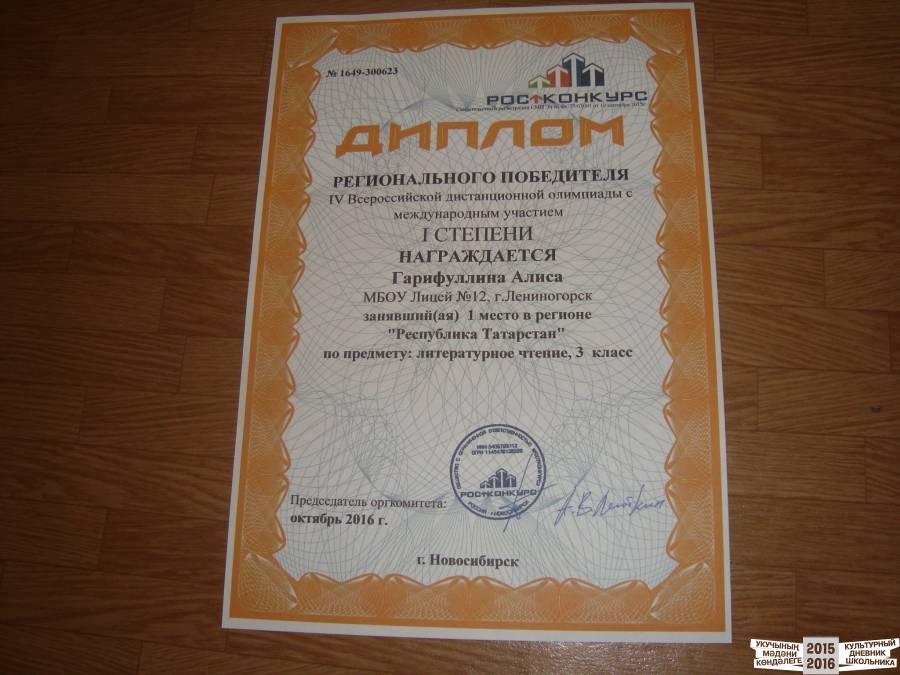 № 1649-300623
РОСТКОНКУРС
ДИПЛОМ
РЕГИОНАЛЬНОГО ПОБЕДИТЕЛЯ
IV Всероссийской дистанционной олимпиады с
международным участием
I СТЕПЕНИ
НАГРАЖДАЕТСЯ
Гарифуллина Алиса
МБОУ Лицей №12, г.Лениногорск
занявший(ая) 1 место в регионе
"Республика Татарстан"
по предмету: литературное чтение, 3 класс
РОСТКОНКУРС
Председатель оргкомитета:
октябрь 2016 г.
г. Новосибирск
УКУЧЫНЫҢ
МӘДӘНИ
КӨНДӘЛЕГЕ
2015
2016
КУЛЬТУРНЫЙ
ДНЕВНИК
ШКОЛЬНИКА